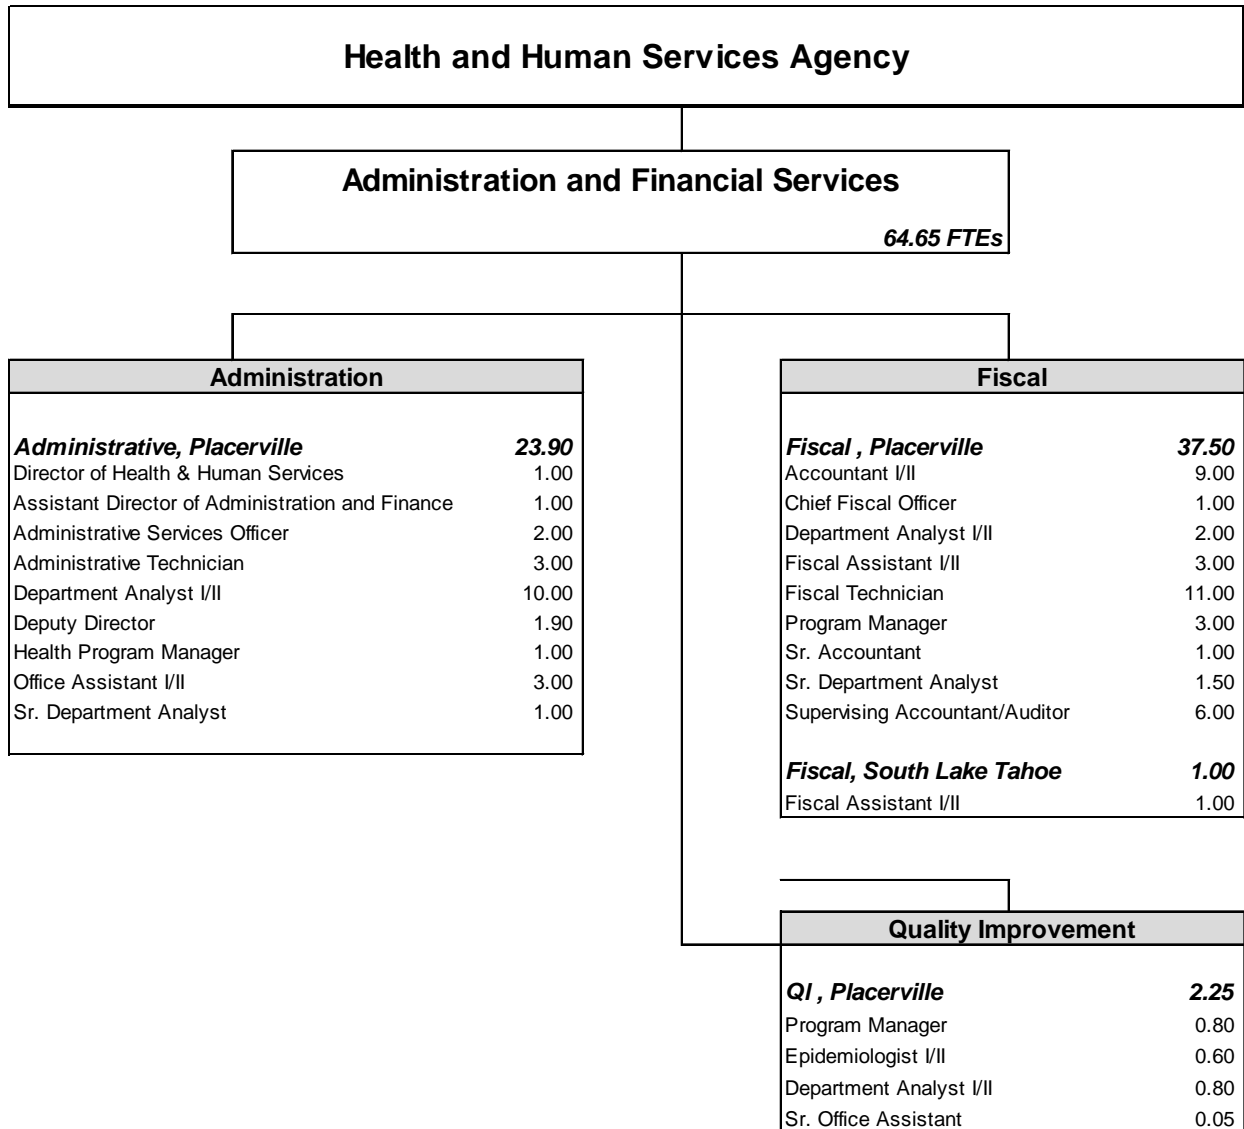 Health and Human Services Agency
Administration and Financial Services
64.65 FTEs
Administration
Administrative, Placerville 23.90
Director of Health & Human Services 1.00
Assistant Director of Administration and Finance 1.00
Administrative Services Officer 2.00
Administrative Technician 3.00
Department Analyst I/II 10.00
Deputy Director 1.90
Health Program Manager 1.00
Office Assistant I/II 3.00
Sr. Department Analyst 1.00
Fiscal
Fiscal , Placerville 37.50
Accountant I/II 9.00
Chief Fiscal Officer 1.00
Department Analyst I/II 2.00
Fiscal Assistant I/II 3.00
Fiscal Technician 11.00
Program Manager 3.00
Sr. Accountant 1.00
Sr. Department Analyst 1.50
Supervising Accountant/Auditor 6.00
Fiscal, South Lake Tahoe 1.00
Fiscal Assistant I/II 1.00
Quality Improvement
QI , Placerville 2.25
Program Manager 0.80
Epidemiologist I/II 0.60
Department Analyst I/II 0.80
Sr. Office Assistant 0.05